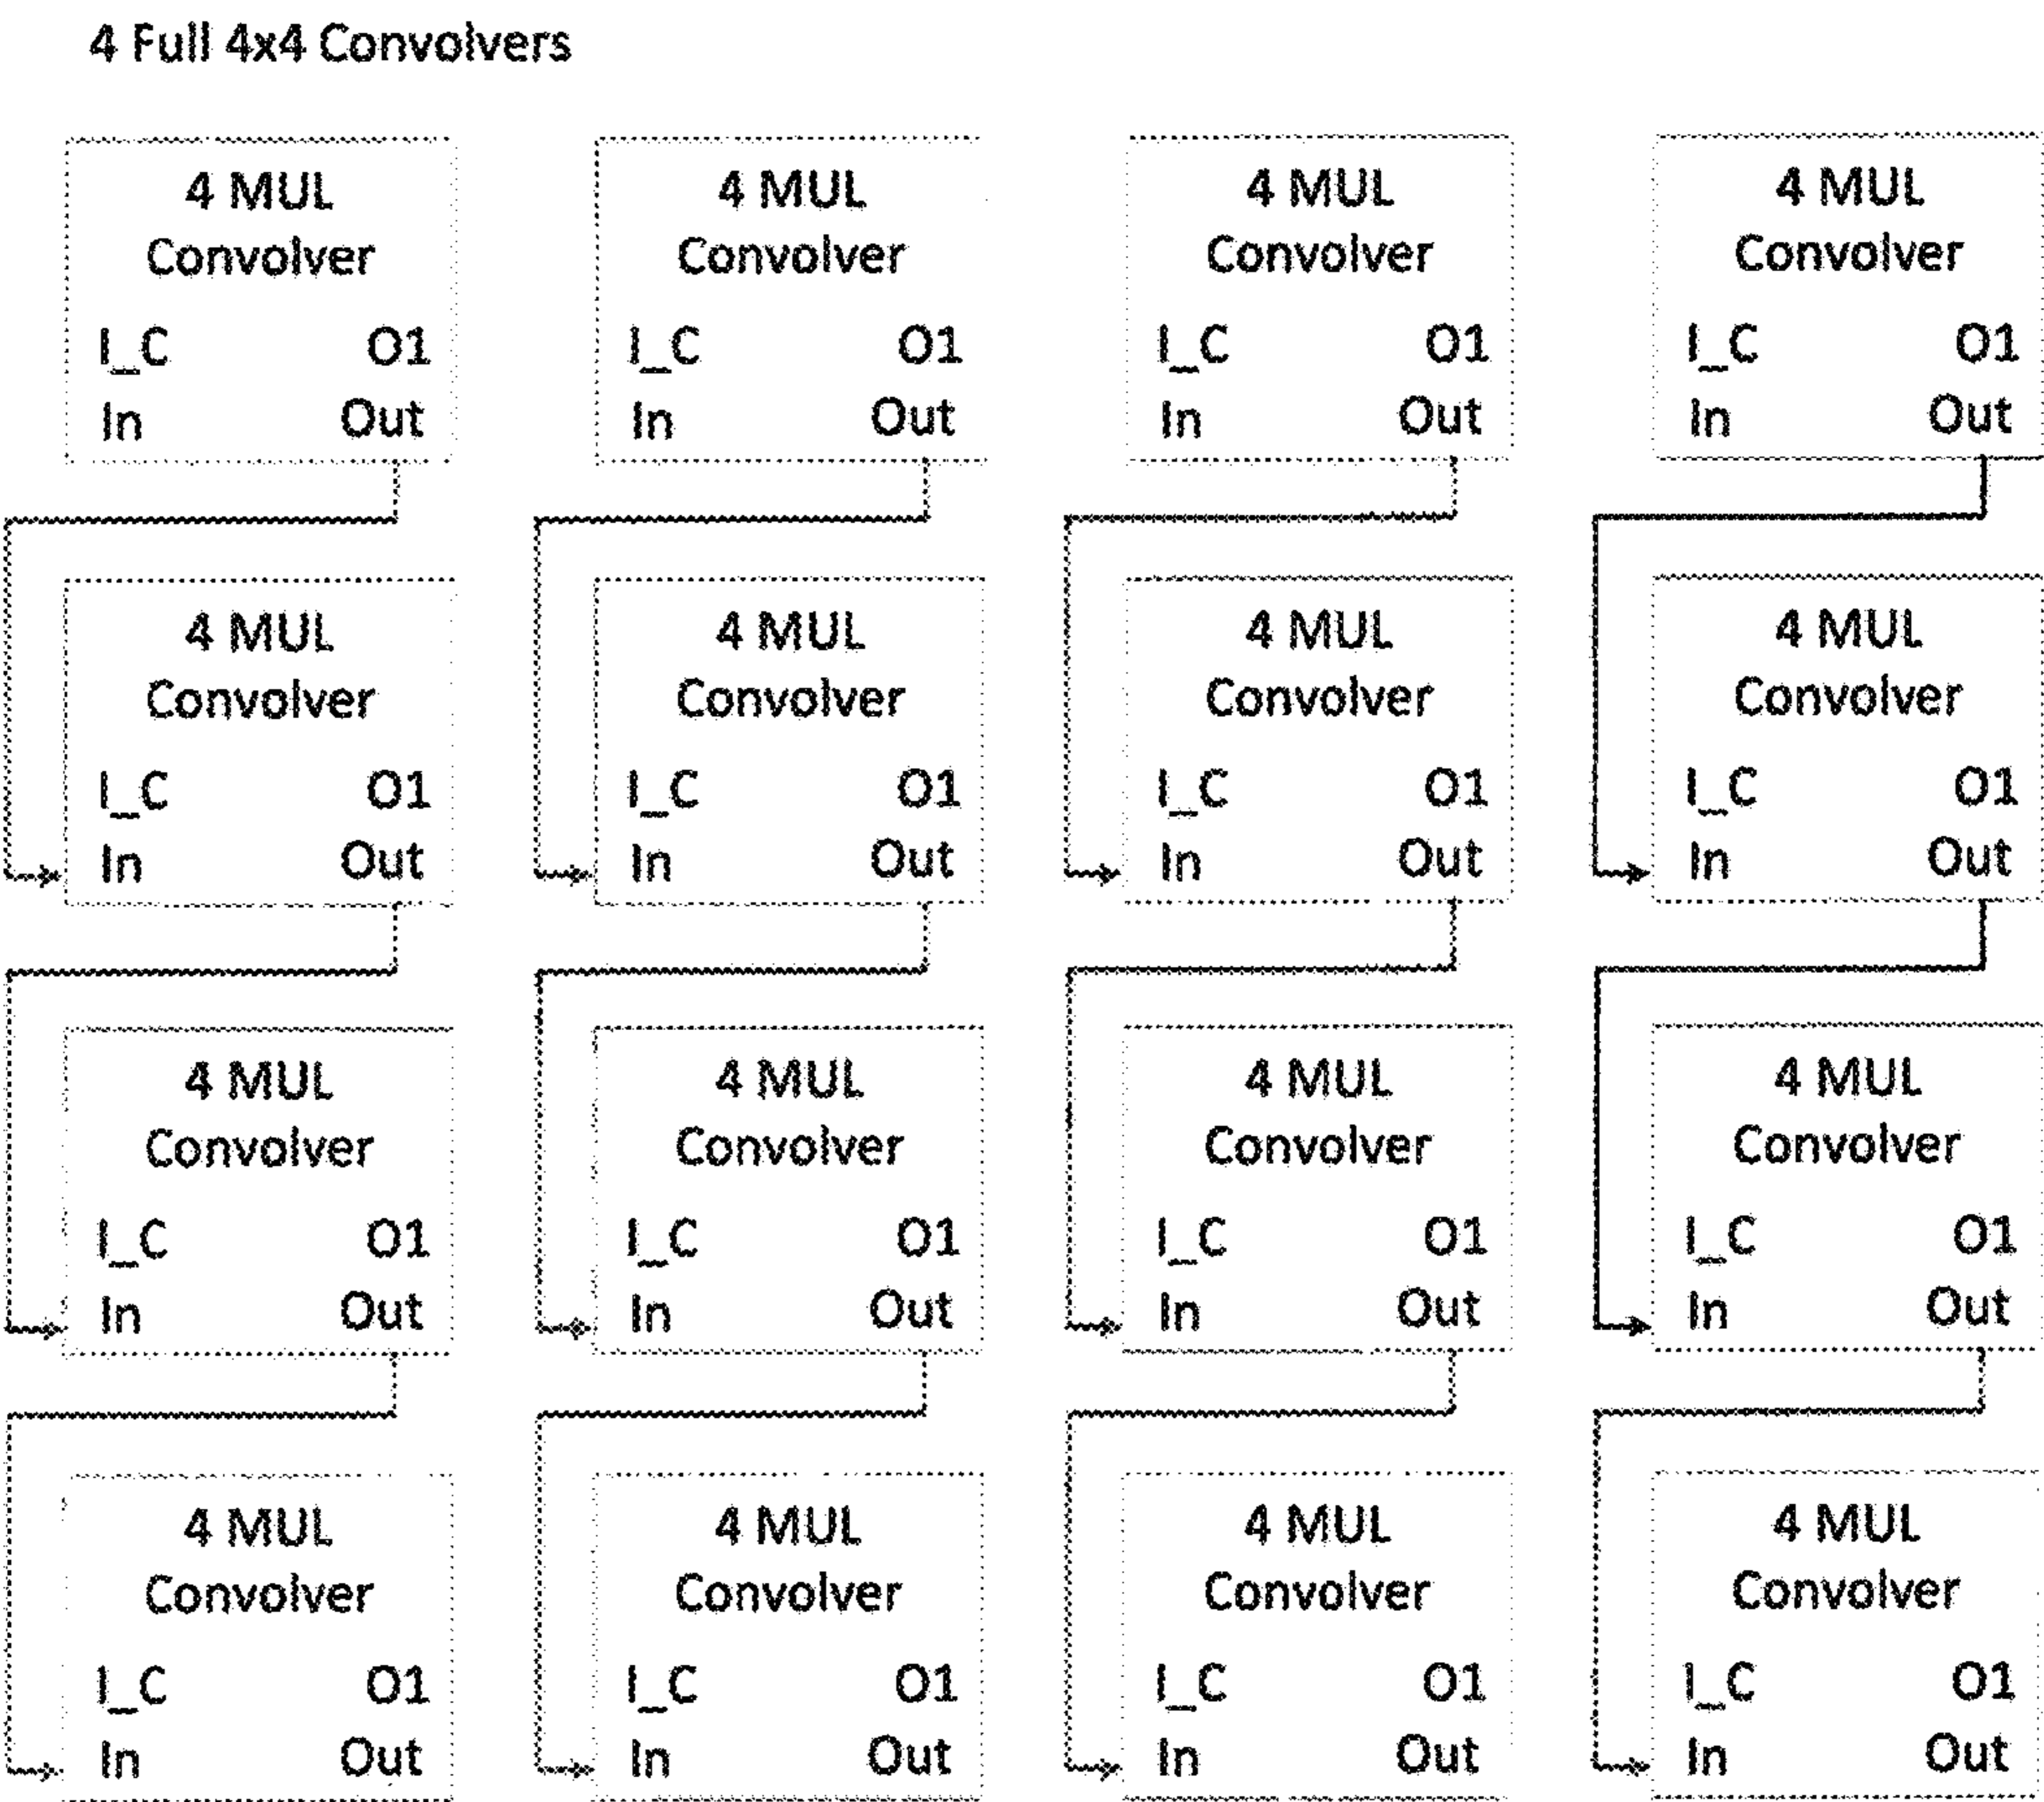 4 Full 4x4 Convolvers
4 MUL
Convolver
I_C O1
In Out
4 MUL
Convolver
I_C O1
In Out
4 MUL
Convolver
I_C O1
In Out
4 MUL
Convolver
I_C O1
In Out
4 MUL
Convolver
I_C O1
In Out
4 MUL
Convolver
I_C O1
In Out
4 MUL
Convolver
I_C O1
In Out
4 MUL
Convolver
I_C O1
In Out
4 MUL
Convolver
I_C O1
In Out
4 MUL
Convolver
I_C O1
In Out
4 MUL
Convolver
I_C O1
In Out
4 MUL
Convolver
I_C O1
In Out
4 MUL
Convolver
I_C O1
In Out
4 MUL
Convolver
I_C O1
In Out
4 MUL
Convolver
I_C O1
In Out
4 MUL
Convolver
I_C O1
In Out